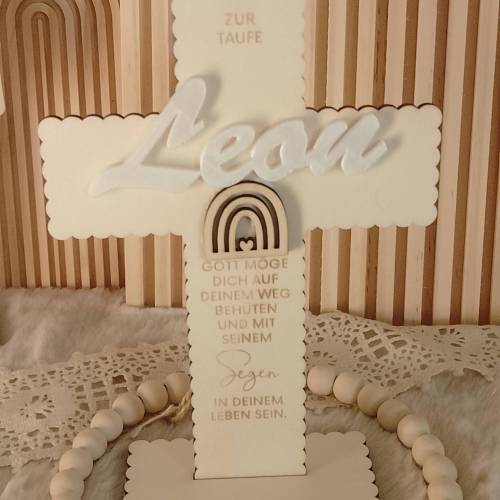 ZUR
TAUFE
Leon
GOTT MÖGE
DICH AUF
DEINEM WEG
BEHÜTEN
UND MIT
SEINEM
Segen
IN DEINEM
LEBEN SEIN.